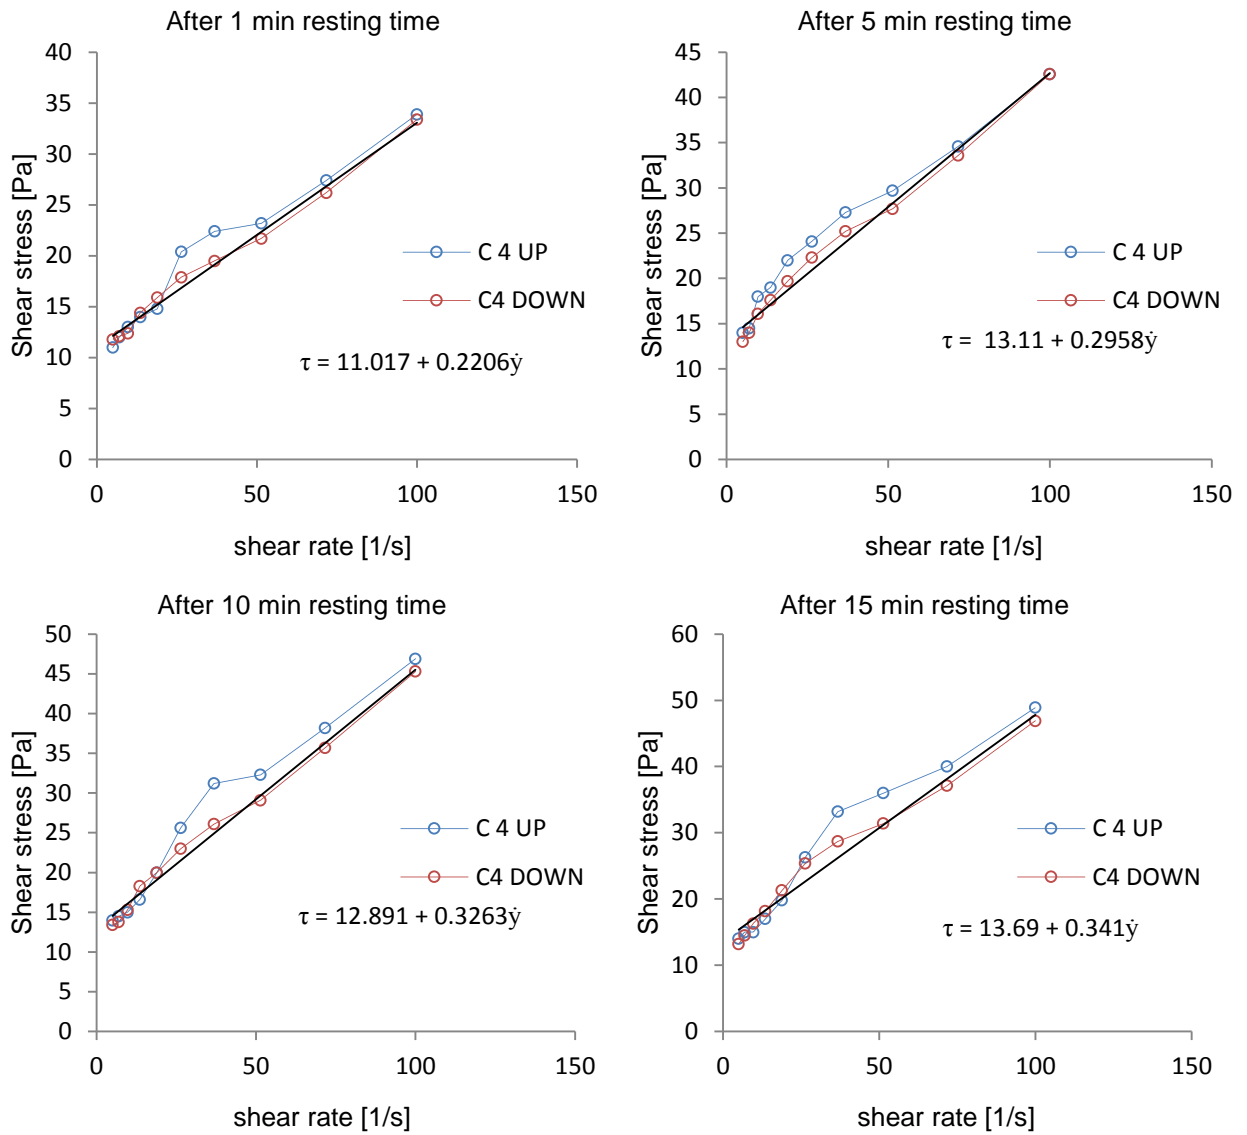 After 1 min resting time
40
35
30
25
20
15
10
5
0
Shear stress [Pa]
C 4 UP
C4 DOWN
τ = 11.017 + 0.2206ẏ
0 50 100 150
shear rate [1/s]
After 5 min resting time
45
40
35
30
25
20
15
10
5
0
Shear stress [Pa]
C 4 UP
C4 DOWN
τ = 13.11 + 0.2958ẏ
0 50 100 150
shear rate [1/s]
After 10 min resting time
50
45
40
35
30
25
20
15
10
5
0
Shear stress [Pa]
C 4 UP
C4 DOWN
τ = 12.891 + 0.3263ẏ
0 50 100 150
shear rate [1/s]
After 15 min resting time
60
50
40
30
20
10
0
Shear stress [Pa]
C 4 UP
C4 DOWN
τ = 13.69 + 0.341ẏ
0 50 100 150
shear rate [1/s]